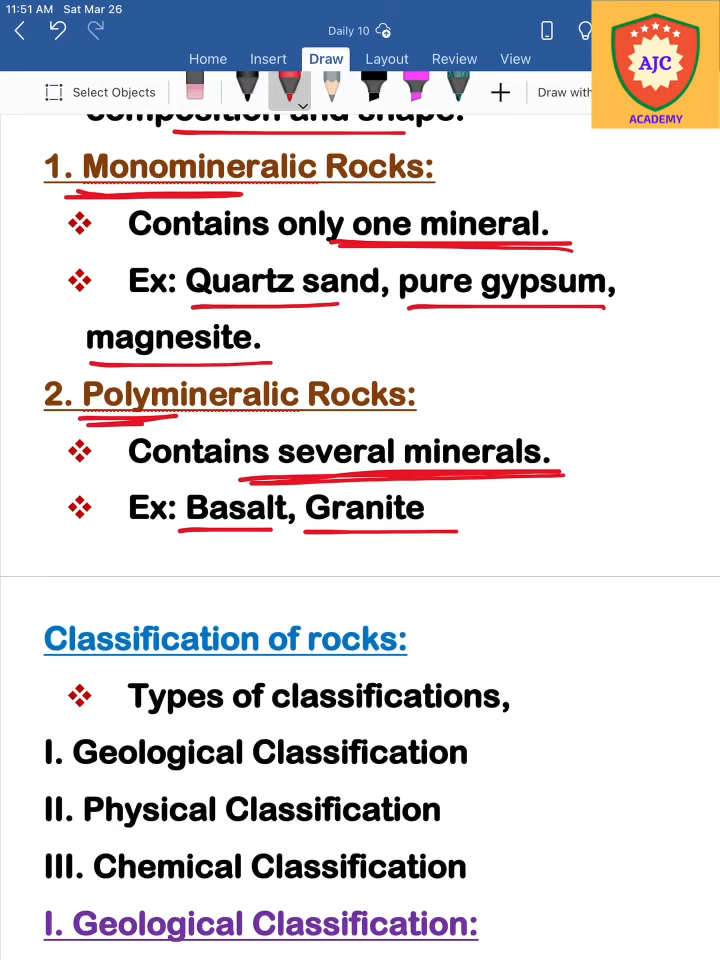 11:51 AM Sat Mar 26
Daily 10
AJC
ACADEMY
Home Insert Draw Layout Review View
Select Objects
Draw with
composition and shape.
1. Monomineralic Rocks:
Contains only one mineral.
Ex: Quartz sand, pure gypsum,
magnesite.
2. Polymineralic Rocks:
Contains several minerals.
Ex: Basalt, Granite
Classification of rocks:
Types of classifications,
I. Geological Classification
II. Physical Classification
III. Chemical Classification
I. Geological Classification: